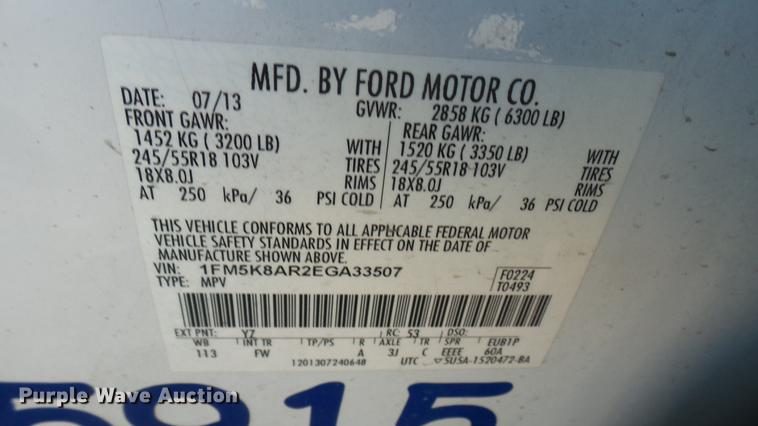 MFD. BY FORD MOTOR CO.
DATE: 07/13 GVWR: 2858 KG ( 6300 LB)
FRONT GAWR: REAR GAWR:
1452 KG ( 3200 LB) WITH 1520 KG ( 3350 LB) WITH
245/55R18 103V TIRES 245/55R18 103V TIRES
18X8.0J RIMS 18X8.0J RIMS
AT 250 kPa/ 36 PSI COLD AT 250 kPa/ 36 PSI COLD
THIS VEHICLE CONFORMS TO ALL APPLICABLE FEDERAL MOTOR
VEHICLE SAFETY STANDARDS IN EFFECT ON THE DATE OF
MANUFACTURE SHOWN ABOVE.
VIN: 1FM5K8AR2EGA33507 F0224
TYPE: MPV T0493
EXT PNT: YZ RC: 53 DSO:
WB INT TR TP/PS R AXLE TR SPR EUB1P
113 FW A 3J C EEEE 60A
1201307240648 UTC ▽5U5A-1520472-BA
5915
Purple Wave Auction